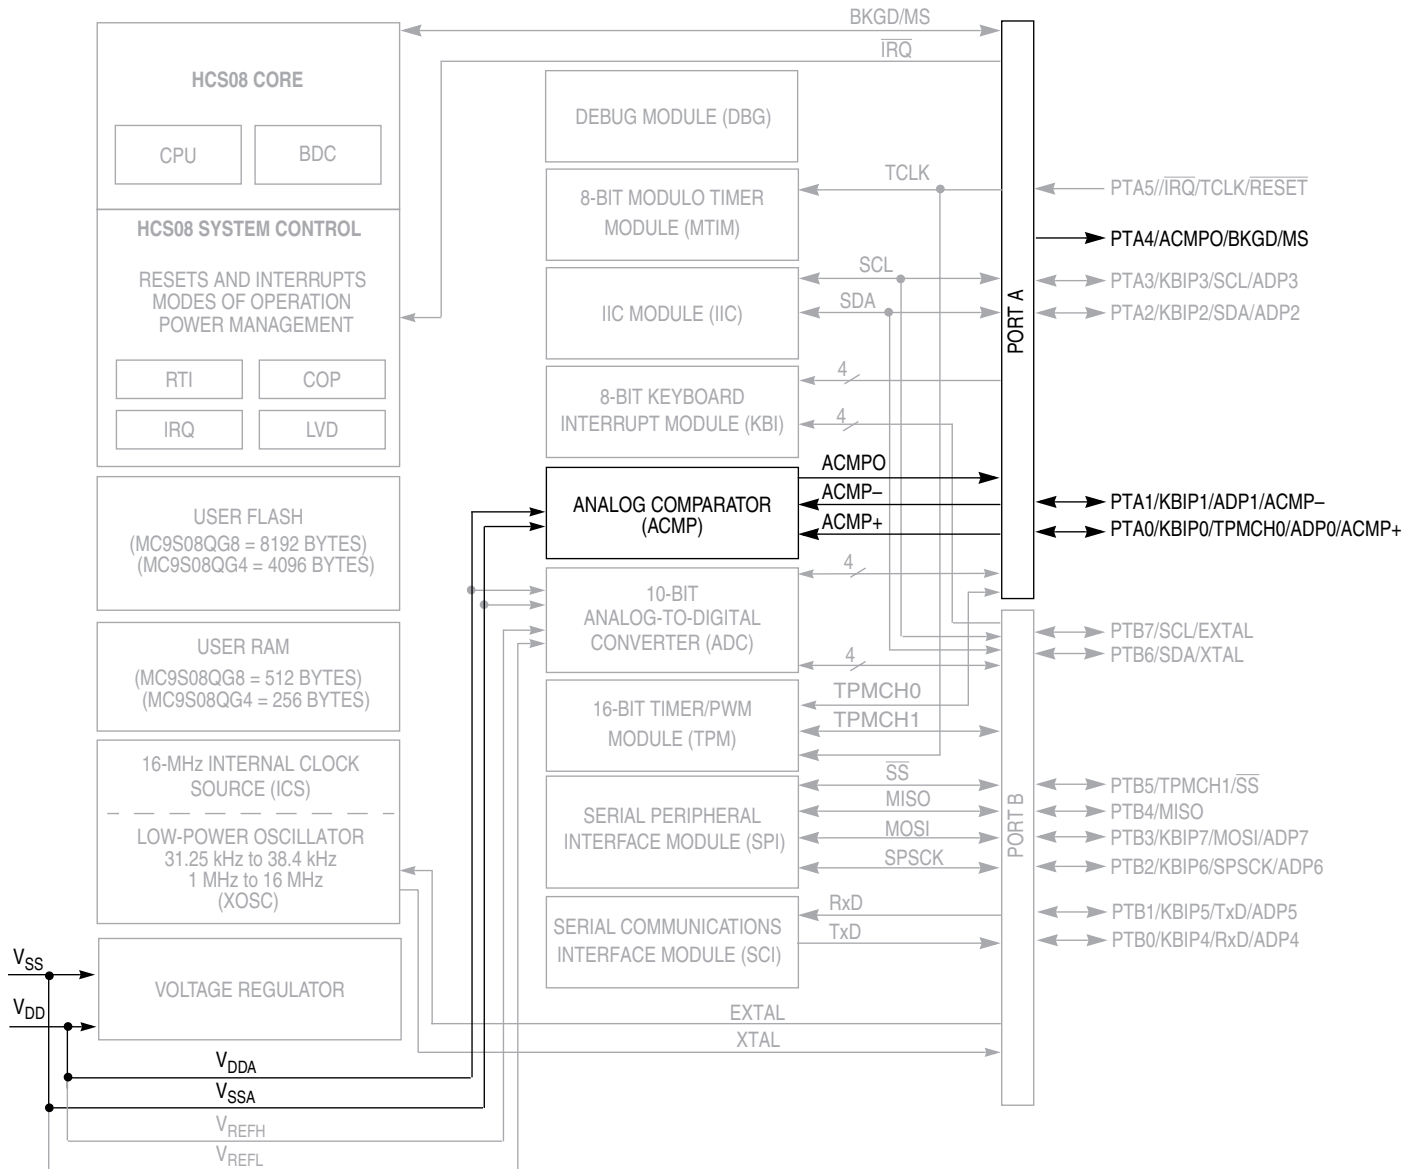 BKGD/MS
IRQ
HCS08 CORE
CPU
BDC
HCS08 SYSTEM CONTROL
RESETS AND INTERRUPTS
MODES OF OPERATION
POWER MANAGEMENT
RTI
COP
IRQ
LVD
USER FLASH
(MC9S08QG8 = 8192 BYTES)
(MC9S08QG4 = 4096 BYTES)
USER RAM
(MC9S08QG8 = 512 BYTES)
(MC9S08QG4 = 256 BYTES)
16-MHz INTERNAL CLOCK
SOURCE (ICS)
LOW-POWER OSCILLATOR
31.25 kHz to 38.4 kHz
1 MHz to 16 MHz
(XOSC)
VSS
VDD
VOLTAGE REGULATOR
VDDA
VSSA
VREFH
VREFL
DEBUG MODULE (DBG)
8-BIT MODULO TIMER
MODULE (MTIM)
TCLK
IIC MODULE (IIC)
SCL
SDA
8-BIT KEYBOARD
INTERRUPT MODULE (KBI)
4
4
ANALOG COMPARATOR
(ACMP)
ACMPO
ACMP–
ACMP+
10-BIT
ANALOG-TO-DIGITAL
CONVERTER (ADC)
4
4
16-BIT TIMER/PWM
MODULE (TPM)
TPMCH0
TPMCH1
SERIAL PERIPHERAL
INTERFACE MODULE (SPI)
SS
MISO
MOSI
SPSCK
SERIAL COMMUNICATIONS
INTERFACE MODULE (SCI)
RxD
TxD
EXTAL
XTAL
PORT A
PORT B
PTA5//IRQ/TCLK/RESET
PTA4/ACMPO/BKGD/MS
PTA3/KBIP3/SCL/ADP3
PTA2/KBIP2/SDA/ADP2
PTA1/KBIP1/ADP1/ACMP–
PTA0/KBIP0/TPMCH0/ADP0/ACMP+
PTB7/SCL/EXTAL
PTB6/SDA/XTAL
PTB5/TPMCH1/SS
PTB4/MISO
PTB3/KBIP7/MOSI/ADP7
PTB2/KBIP6/SPSCK/ADP6
PTB1/KBIP5/TxD/ADP5
PTB0/KBIP4/RxD/ADP4